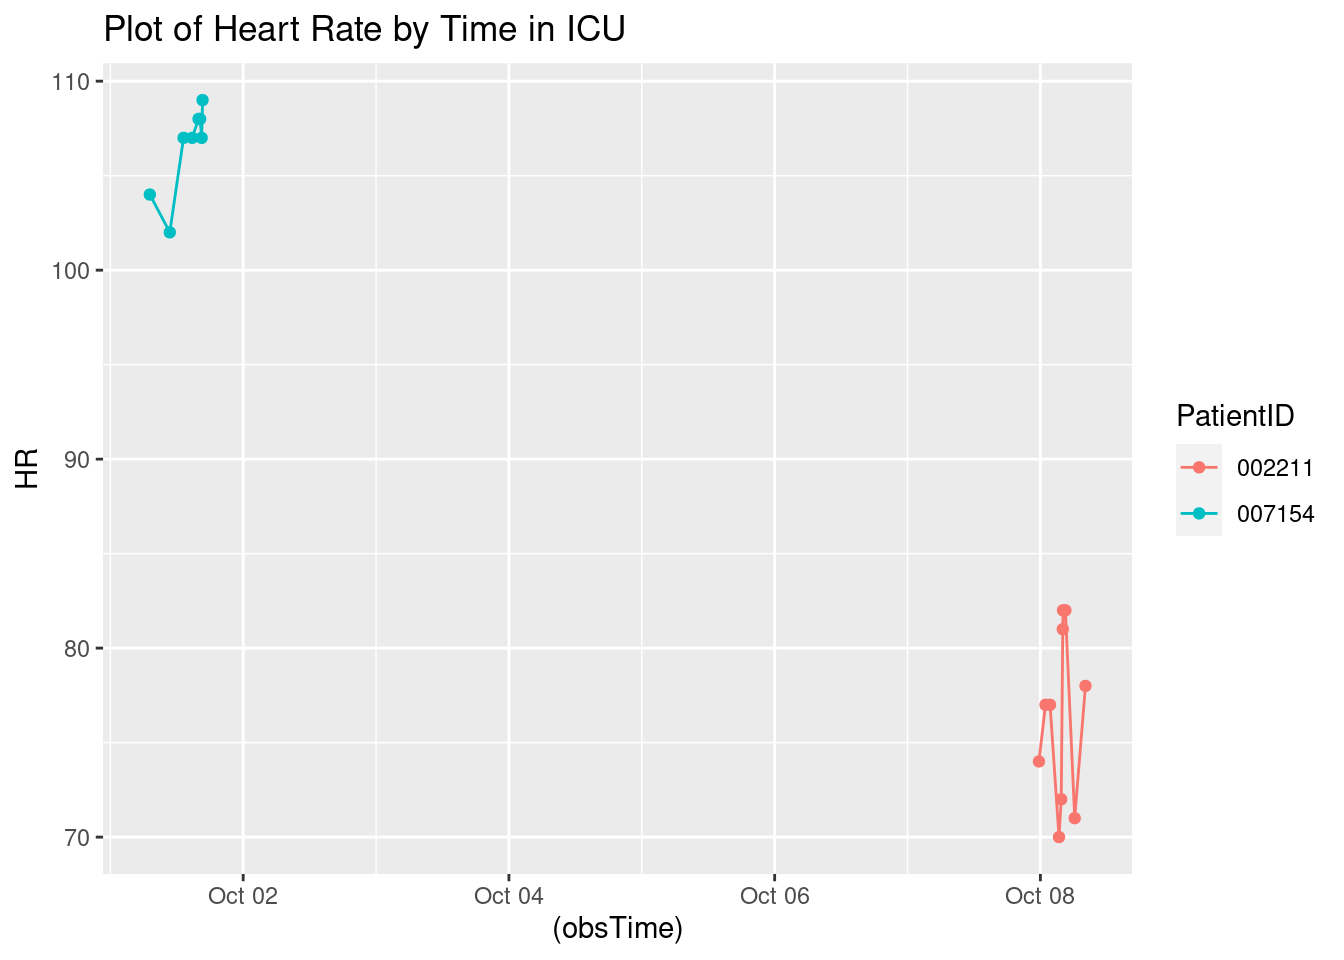 Plot of Heart Rate by Time in ICU
110
100
90
80
70
HR
Oct 02
Oct 04
Oct 06
Oct 08
(obsTime)
PatientID
002211
007154